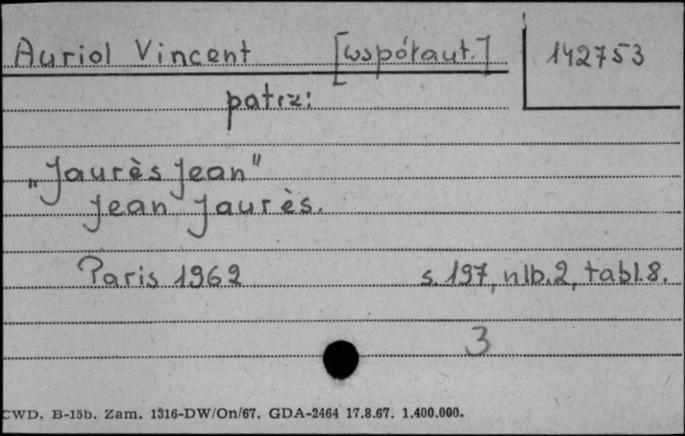 Auriol Vincent [współaut.] 142753
patrz:
„Jaurès Jean"
Jean Jaurès.
Paris 1962 s. 197, nlb. 2, tabl. 8.
3
CWD. B-15b. Zam. 1316-DW/On/67. GDA-2464 17.8.67. 1.400.000.